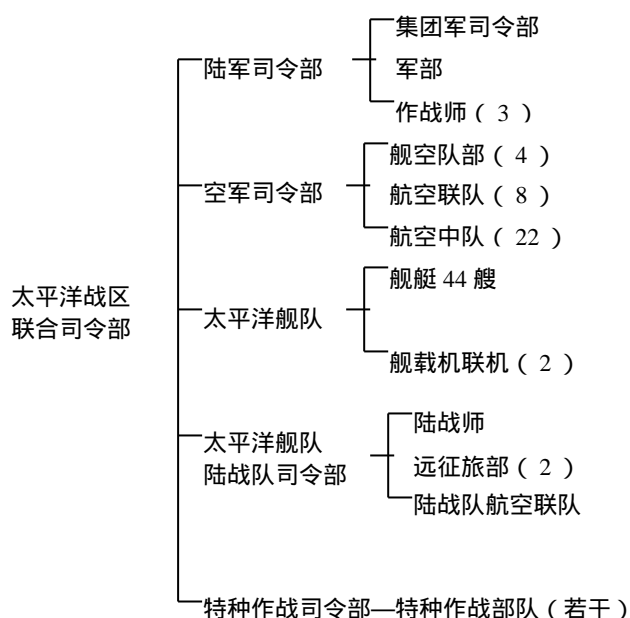 集团军司令部
陆军司令部
军部
作战师（ 3 ）
舰空队部（ 4 ）
空军司令部
航空联队（ 8 ）
航空中队（ 22 ）
太平洋战区
联合司令部
舰艇 44 艘
太平洋舰队
舰载机联机（ 2 ）
太平洋舰队
陆战队司令部
陆战师
远征旅部（ 2 ）
陆战队航空联队
特种作战司令部—特种作战部队（若干）